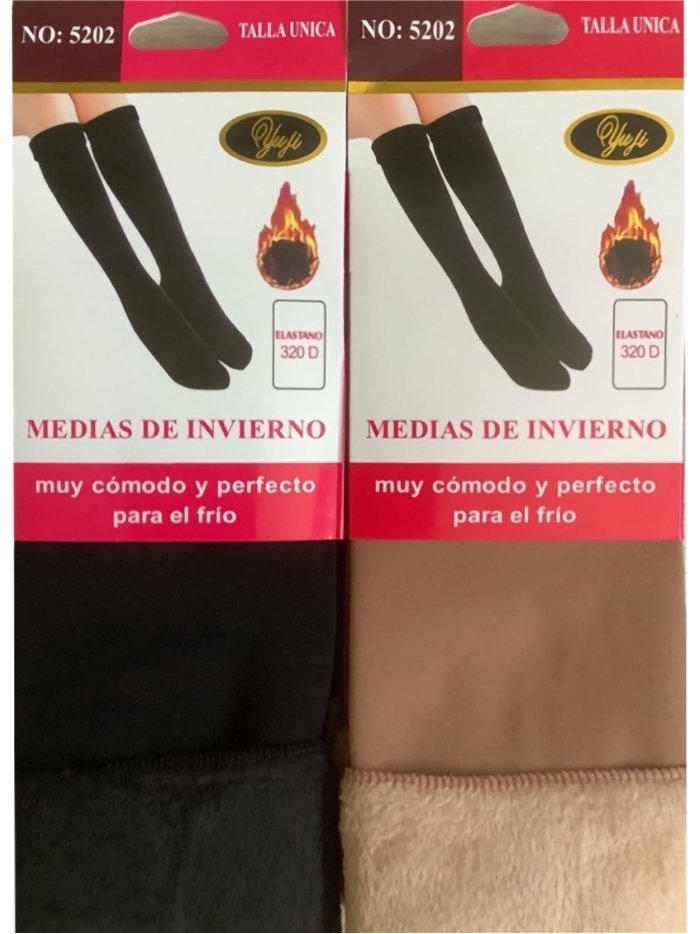 NO: 5202
TALLA UNICA
Yuji
ELASTANO
320 D
MEDIAS DE INVIERNO
muy cómodo y perfecto
para el frío
NO: 5202
TALLA UNICA
Yuji
ELASTANO
320 D
MEDIAS DE INVIERNO
muy cómodo y perfecto
para el frío